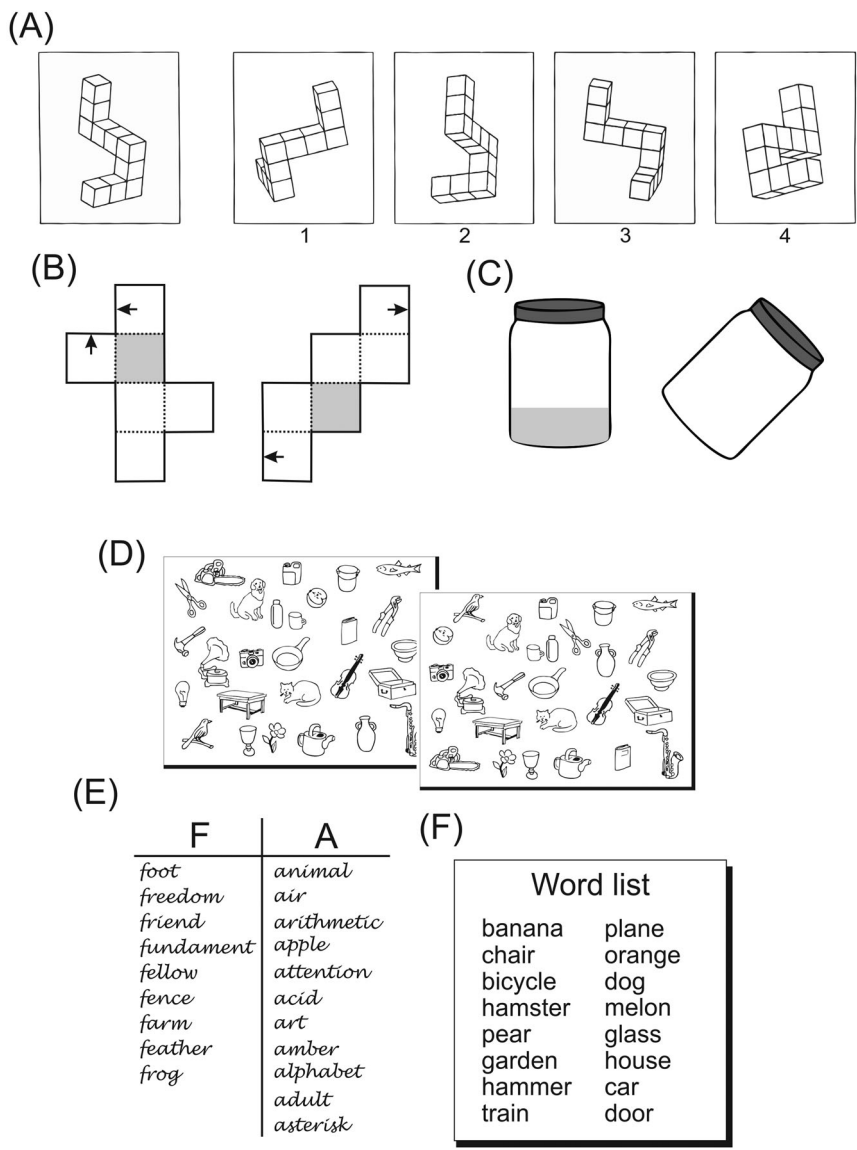 (A)
1 2 3 4
(B)
(C)
(D)
(E)
F A
foot animal
freedom air
friend arithmetic
fundament apple
fellow attention
fence acid
farm art
feather amber
frog alphabet
adult
asterisk
(F)
Word list
banana plane
chair orange
bicycle dog
hamster melon
pear glass
garden house
hammer car
train door